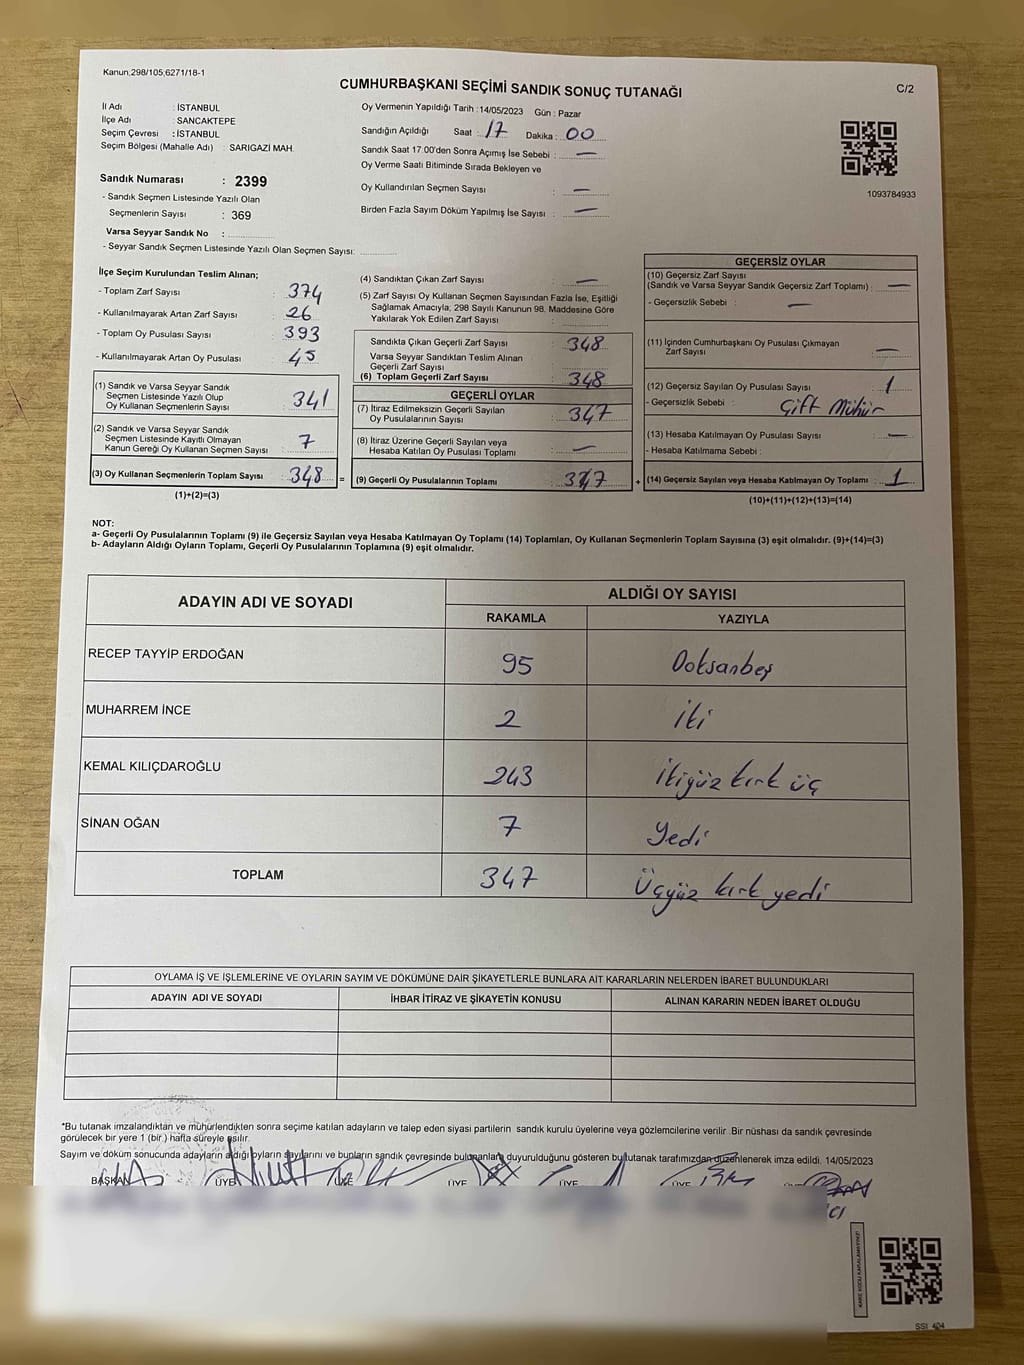 Kanun;298/105;6271/18-1
CUMHURBAŞKANI SEÇİMİ SANDIK SONUÇ TUTANAĞI
C/2
İl Adı : İSTANBUL
İlçe Adı : SANCAKTEPE
Seçim Çevresi : İSTANBUL
Seçim Bölgesi (Mahalle Adı) : SARIGAZİ MAH.
Sandık Numarası : 2399
- Sandık Seçmen Listesinde Yazılı Olan
Seçmenlerin Sayısı : 369
Varsa Seyyar Sandık No :
- Seyyar Sandık Seçmen Listesinde Yazılı Olan Seçmen Sayısı:
Oy Vermenin Yapıldığı Tarih : 14/05/2023 Gün : Pazar
Sandığın Açıldığı Saat : 17 Dakika : 00
Sandık Saat 17.00'den Sonra Açımış İse Sebebi : —
Oy Verme Saati Bitiminde Sırada Bekleyen ve
Oy Kullandırılan Seçmen Sayısı : —
Birden Fazla Sayım Döküm Yapılmış İse Sayısı : —
1093784933
İlçe Seçim Kurulundan Teslim Alınan;
- Toplam Zarf Sayısı : 374
- Kullanılmayarak Artan Zarf Sayısı : 26
- Toplam Oy Pusulası Sayısı : 393
- Kullanılmayarak Artan Oy Pusulası : 45
(1) Sandık ve Varsa Seyyar Sandık
Seçmen Listesinde Yazılı Olup
Oy Kullanan Seçmenlerin Sayısı : 341
(2) Sandık ve Varsa Seyyar Sandık
Seçmen Listesinde Kayıtlı Olmayan
Kanun Gereği Oy Kullanan Seçmen Sayısı : 7
(3) Oy Kullanan Seçmenlerin Toplam Sayısı : 348
(1)+(2)=(3)
(4) Sandıktan Çıkan Zarf Sayısı : —
(5) Zarf Sayısı Oy Kullanan Seçmen Sayısından Fazla İse, Eşitliği
Sağlamak Amacıyla, 298 Sayılı Kanunun 98. Maddesine Göre
Yakılarak Yok Edilen Zarf Sayısı :
Sandıkta Çıkan Geçerli Zarf Sayısı : 348
Varsa Seyyar Sandıktan Teslim Alınan
Geçerli Zarf Sayısı :
(6) Toplam Geçerli Zarf Sayısı : 348
GEÇERLİ OYLAR
(7) İtiraz Edilmeksizin Geçerli Sayılan
Oy Pusulalarının Sayısı : 347
(8) İtiraz Üzerine Geçerli Sayılan veya
Hesaba Katılan Oy Pusulası Toplamı : —
= (9) Geçerli Oy Pusulalarının Toplamı : 347
GEÇERSİZ OYLAR
(10) Geçersiz Zarf Sayısı
(Sandık ve Varsa Seyyar Sandık Geçersiz Zarf Toplamı) : —
- Geçersizlik Sebebi : —
(11) İçinden Cumhurbaşkanı Oy Pusulası Çıkmayan
Zarf Sayısı : —
(12) Geçersiz Sayılan Oy Pusulası Sayısı : 1
- Geçersizlik Sebebi : Çift Mühür
(13) Hesaba Katılmayan Oy Pusulası Sayısı : —
- Hesaba Katılmama Sebebi :
+ (14) Geçersiz Sayılan veya Hesaba Katılmayan Oy Toplamı : 1
(10)+(11)+(12)+(13)=(14)
NOT:
a- Geçerli Oy Pusulalarının Toplamı (9) ile Geçersiz Sayılan veya Hesaba Katılmayan Oy Toplamı (14) Toplamları, Oy Kullanan Seçmenlerin Toplam Sayısına (3) eşit olmalıdır. (9)+(14)=(3)
b- Adayların Aldığı Oyların Toplamı, Geçerli Oy Pusulalarının Toplamına (9) eşit olmalıdır.
ADAYIN ADI VE SOYADI
ALDIĞI OY SAYISI
RAKAMLA YAZIYLA
RECEP TAYYİP ERDOĞAN 95 Doksanbeş
MUHARREM İNCE 2 İki
KEMAL KILIÇDAROĞLU 243 İkiyüz kırk üç
SİNAN OĞAN 7 Yedi
TOPLAM 347 Üçyüz kırk yedi
OYLAMA İŞ VE İŞLEMLERİNE VE OYLARIN SAYIM VE DÖKÜMÜNE DAİR ŞİKAYETLERLE BUNLARA AİT KARARLARIN NELERDEN İBARET BULUNDUKLARI
ADAYIN ADI VE SOYADI İHBAR İTİRAZ VE ŞİKAYETİN KONUSU ALINAN KARARIN NEDEN İBARET OLDUĞU
*Bu tutanak imzalandıktan ve mühürlendikten sonra seçime katılan adayların ve talep eden siyasi partilerin sandık kurulu üyelerine veya gözlemcilerine verilir. Bir nüshası da sandık çevresinde
görülecek bir yere 1 (bir) hafta süreyle asılır.
Sayım ve döküm sonucunda adayların aldığı oyların sayılarını ve bunların sandık çevresinde bulunanlara duyurulduğunu gösteren bu tutanak tarafımızdan düzenlenerek imza edildi. 14/05/2023
BAŞKAN ÜYE ÜYE ÜYE ÜYE ÜYE
KARE KODU KARALAMAYINIZ!
SSI 404